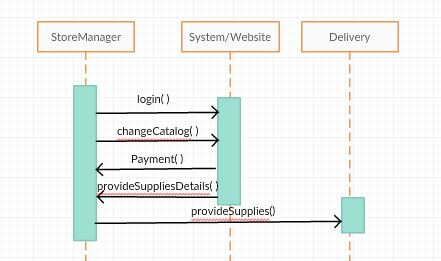 StoreManager
System/Website
Delivery
login( )
changeCatalog( )
Payment( )
provideSuppliesDetails( )
provideSupplies()